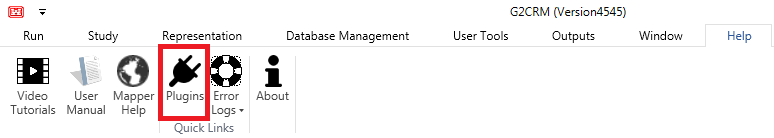 G2CRM (Version4545)
Run Study Representation Database Management User Tools Outputs Window Help
Video Tutorials
User Manual
Mapper Help
Plugins
Error Logs
About
Quick Links